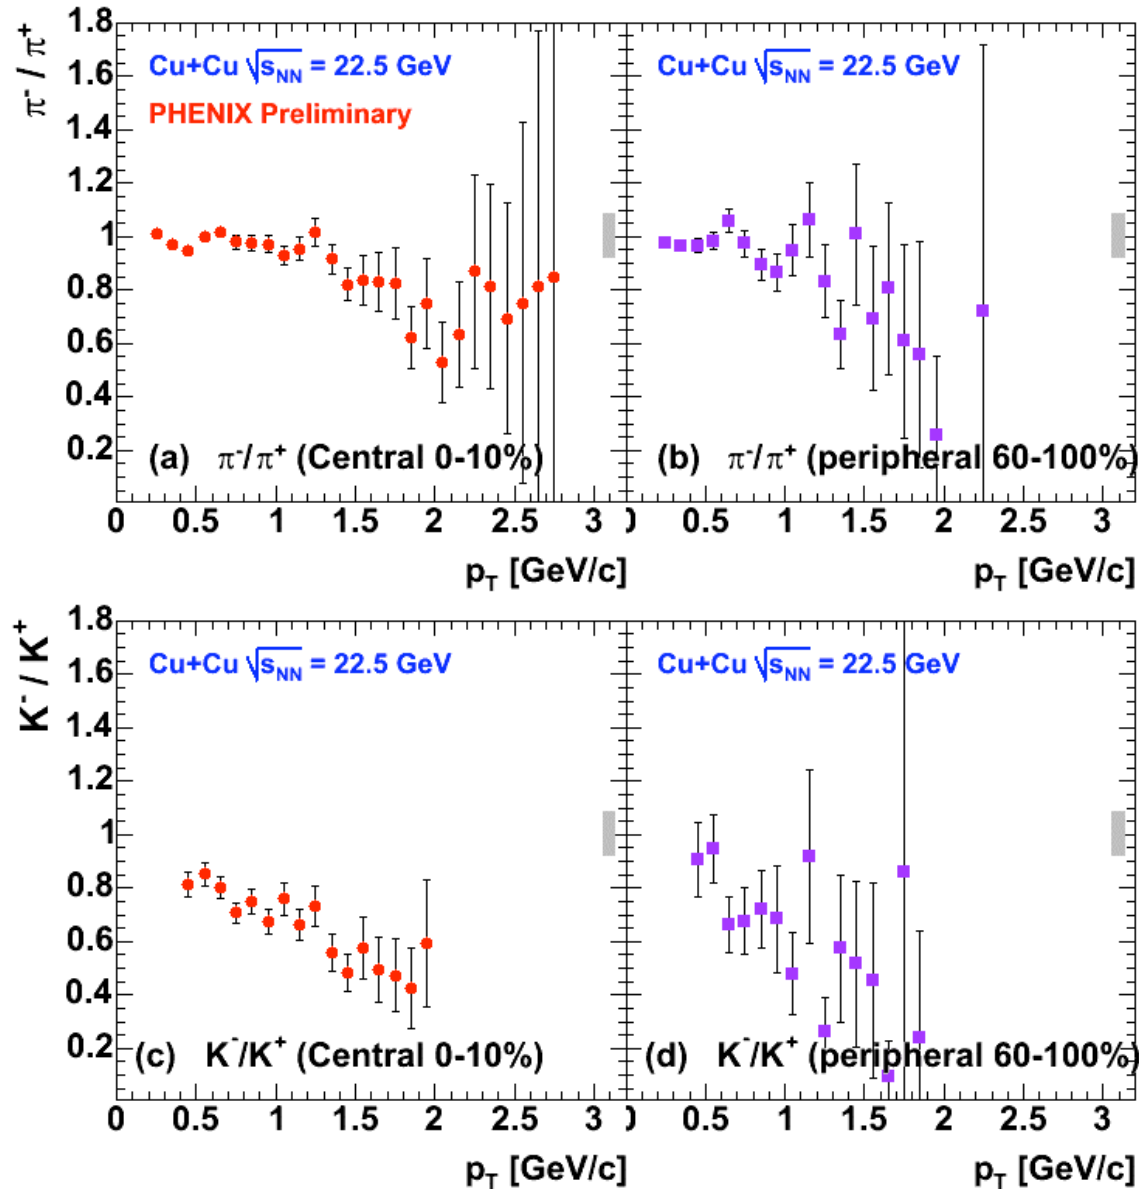 π⁻ / π⁺
1.8
1.6
1.4
1.2
1
0.8
0.6
0.4
0.2
Cu+Cu √sNN = 22.5 GeV
PHENIX Preliminary
(a) π⁻/π⁺ (Central 0-10%)
0 0.5 1 1.5 2 2.5 3
pT [GeV/c]
Cu+Cu √sNN = 22.5 GeV
(b) π⁻/π⁺ (peripheral 60-100%)
0.5 1 1.5 2 2.5 3
pT [GeV/c]
K⁻ / K⁺
1.8
1.6
1.4
1.2
1
0.8
0.6
0.4
0.2
Cu+Cu √sNN = 22.5 GeV
(c) K⁻/K⁺ (Central 0-10%)
0 0.5 1 1.5 2 2.5 3
pT [GeV/c]
Cu+Cu √sNN = 22.5 GeV
(d) K⁻/K⁺ (peripheral 60-100%)
0.5 1 1.5 2 2.5 3
pT [GeV/c]